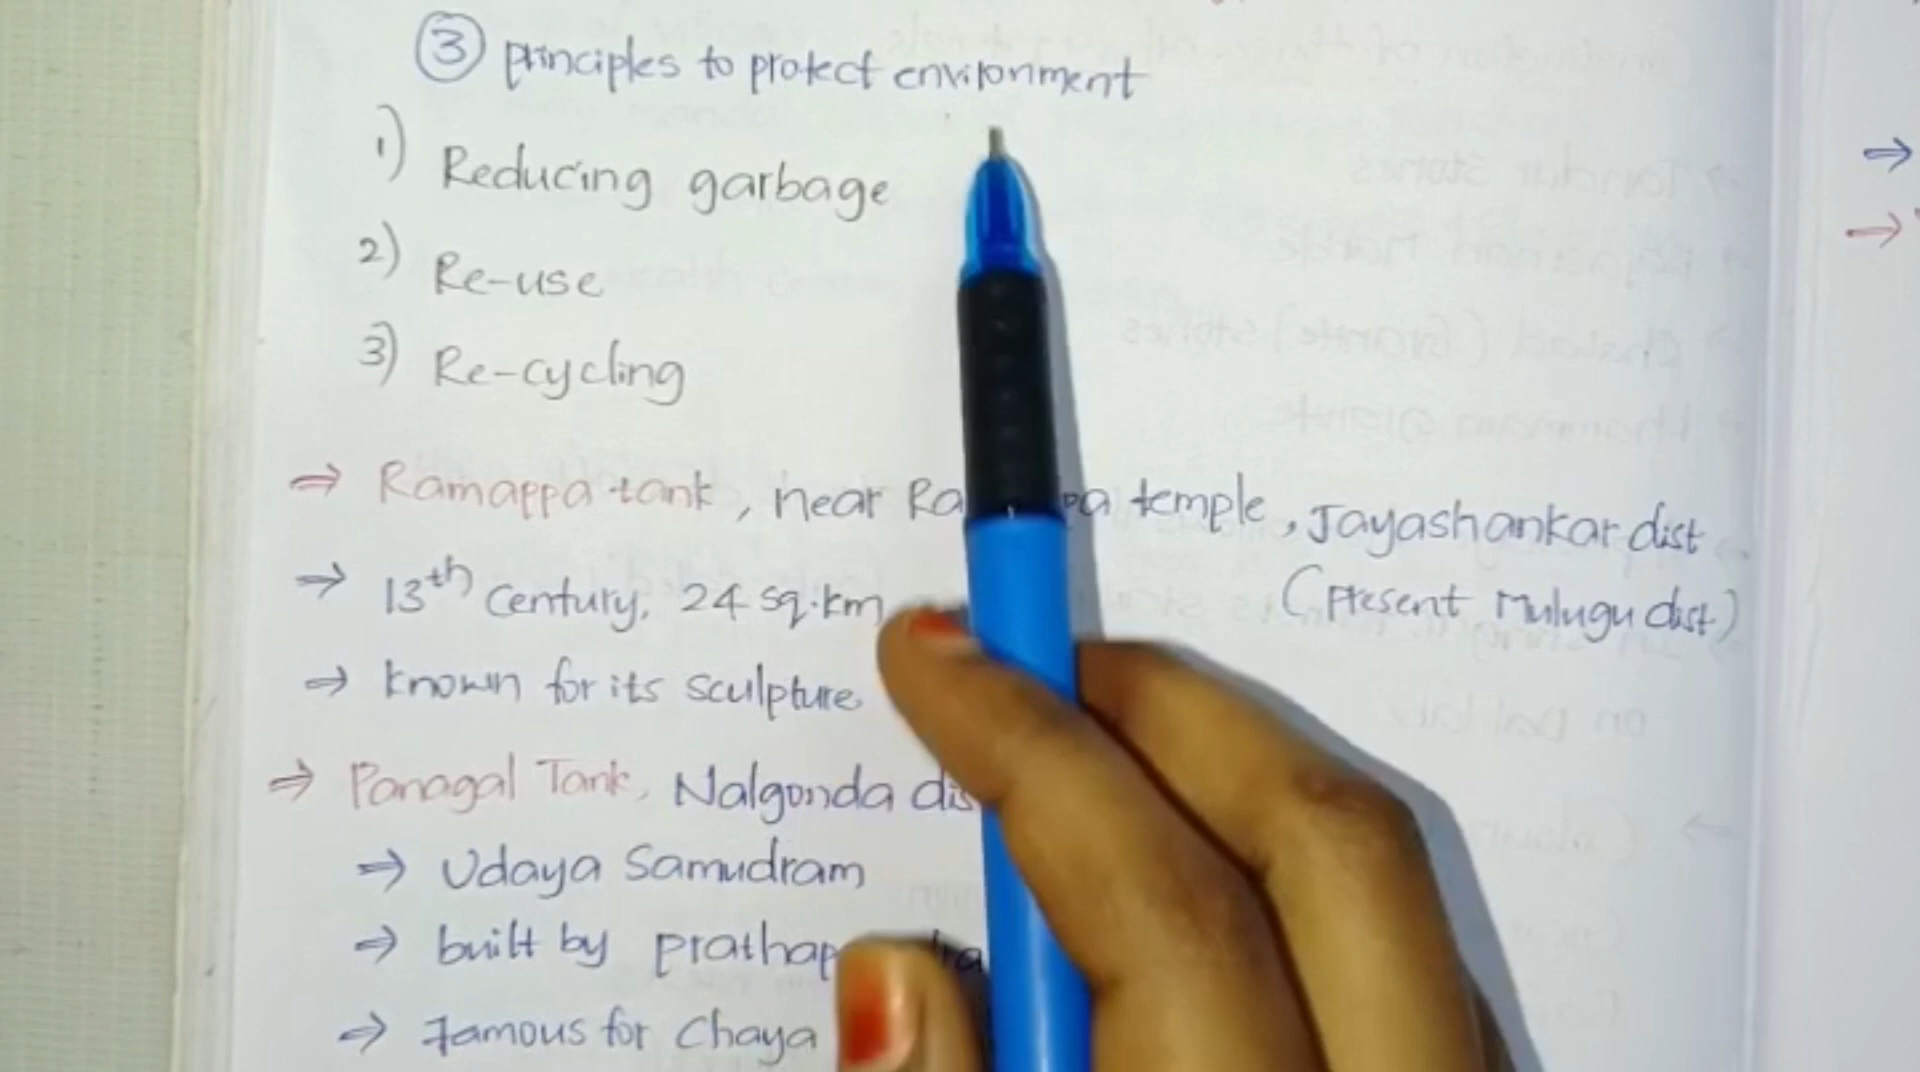 ③ principles to protect environment
1) Reducing garbage
2) Re-use
3) Re-cycling
⇒ Ramappa tank, near temple, Jayashankar dist
(present Mulugu dist)
⇒ 13th century, 24 sq.km
⇒ known for its sculpture
⇒ Panagal Tank, Nalgonda
⇒ Udaya Samudram
⇒ built by
⇒ famous for Chaya